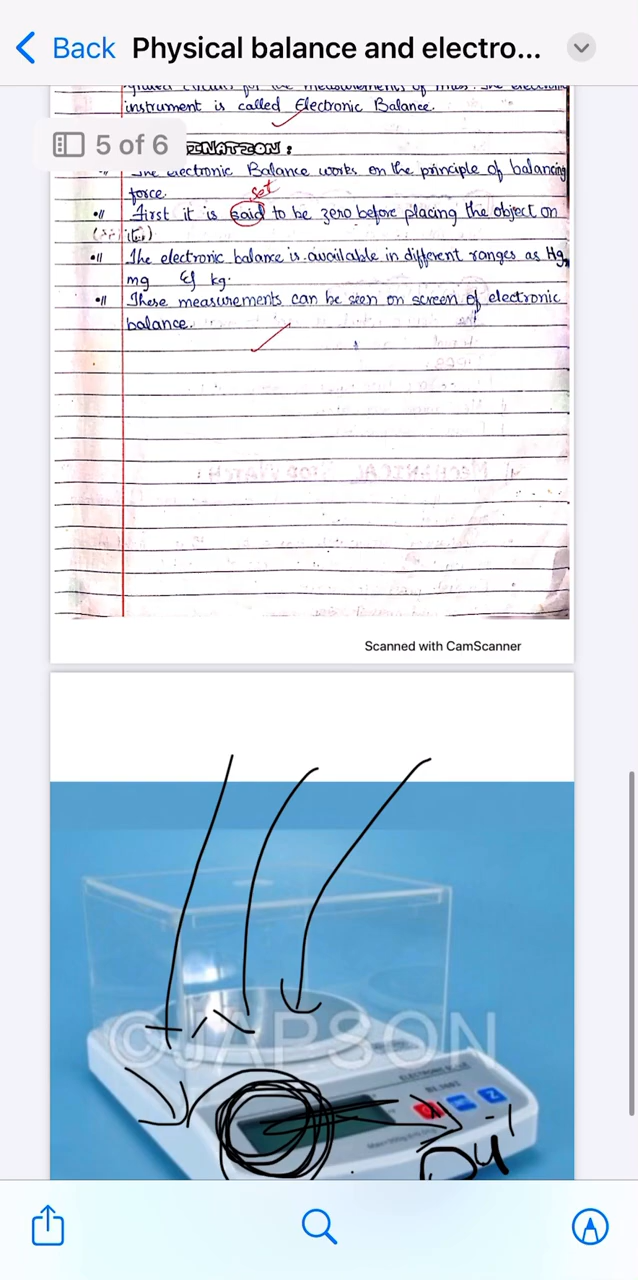 Back Physical balance and electro...
instrument is called Electronic Balance.
5 of 6
INATION:
The electronic Balance works on the principle of balancing
force.
set
•// First it is said to be zero before placing the object on
•// The electronic balance is available in different ranges as Hg,
mg & kg.
•// These measurements can be seen on screen of electronic
balance.
Scanned with CamScanner
©JAPSON